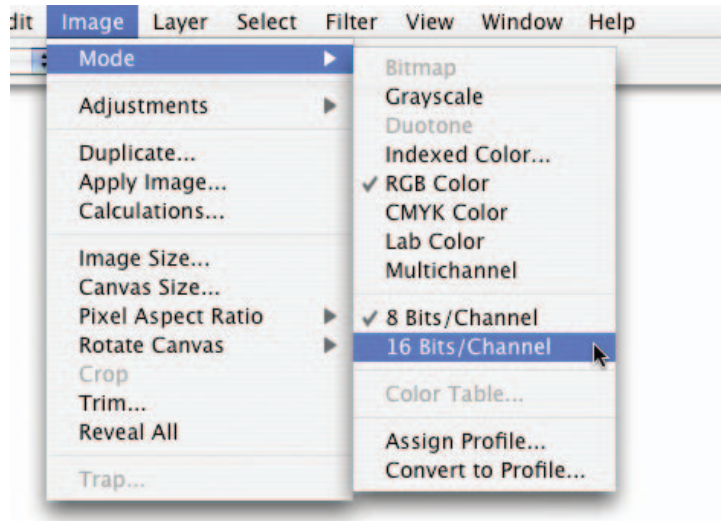 dit Image Layer Select Filter View Window Help
Mode
Adjustments
Duplicate...
Apply Image...
Calculations...
Image Size...
Canvas Size...
Pixel Aspect Ratio
Rotate Canvas
Crop
Trim...
Reveal All
Trap...
Bitmap
Grayscale
Duotone
Indexed Color...
✓ RGB Color
CMYK Color
Lab Color
Multichannel
✓ 8 Bits/Channel
16 Bits/Channel
Color Table...
Assign Profile...
Convert to Profile...